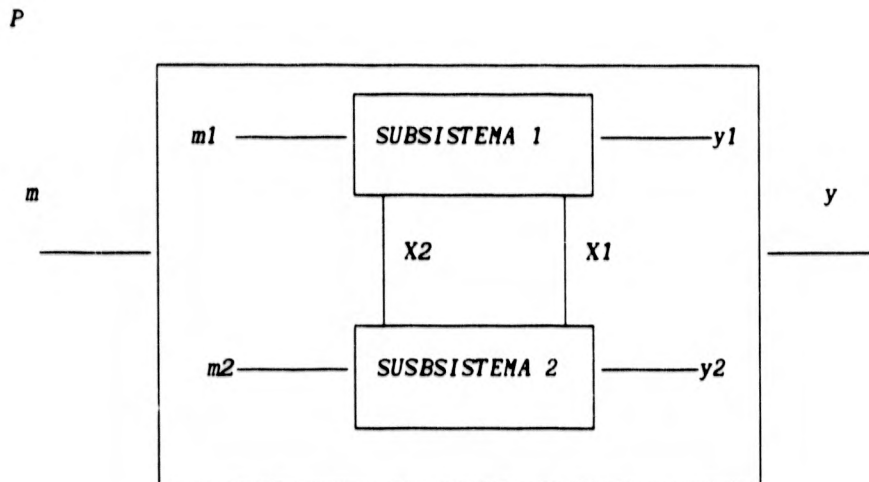 P
m1 SUBSISTEMA 1 y1
m y
X2 X1
m2 SUSBSISTEMA 2 y2